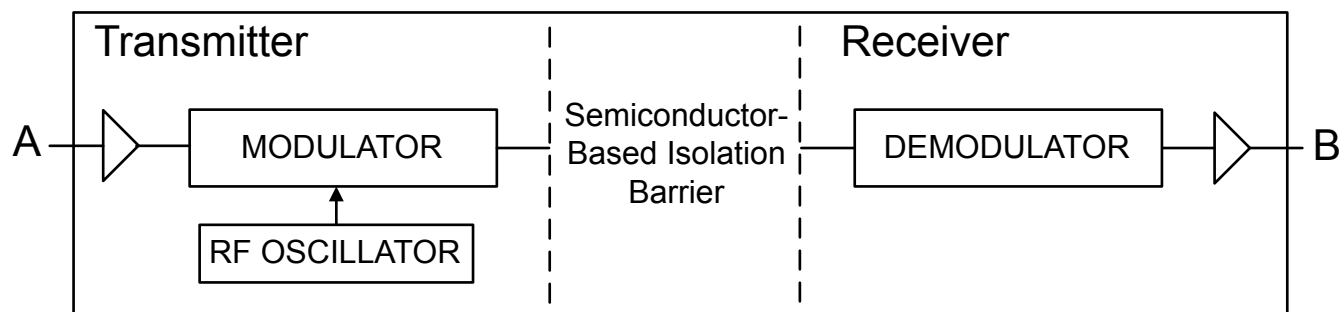 Transmitter
Receiver
A
MODULATOR
Semiconductor-
Based Isolation
Barrier
DEMODULATOR
B
RF OSCILLATOR